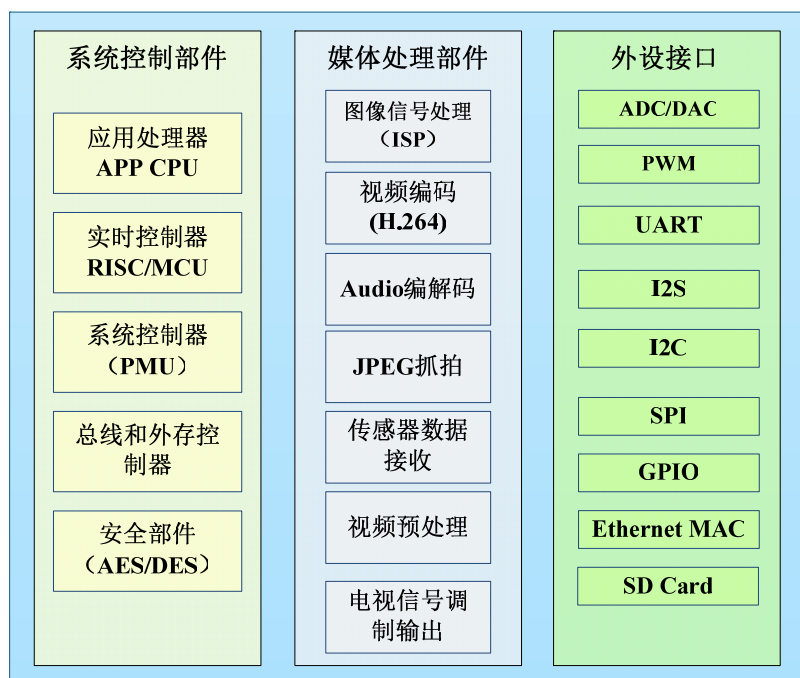 系统控制部件
应用处理器
APP CPU
实时控制器
RISC/MCU
系统控制器
（PMU）
总线和外存控
制器
安全部件
（AES/DES）
媒体处理部件
图像信号处理
（ISP）
视频编码
(H.264)
Audio编解码
JPEG抓拍
传感器数据
接收
视频预处理
电视信号调
制输出
外设接口
ADC/DAC
PWM
UART
I2S
I2C
SPI
GPIO
Ethernet MAC
SD Card